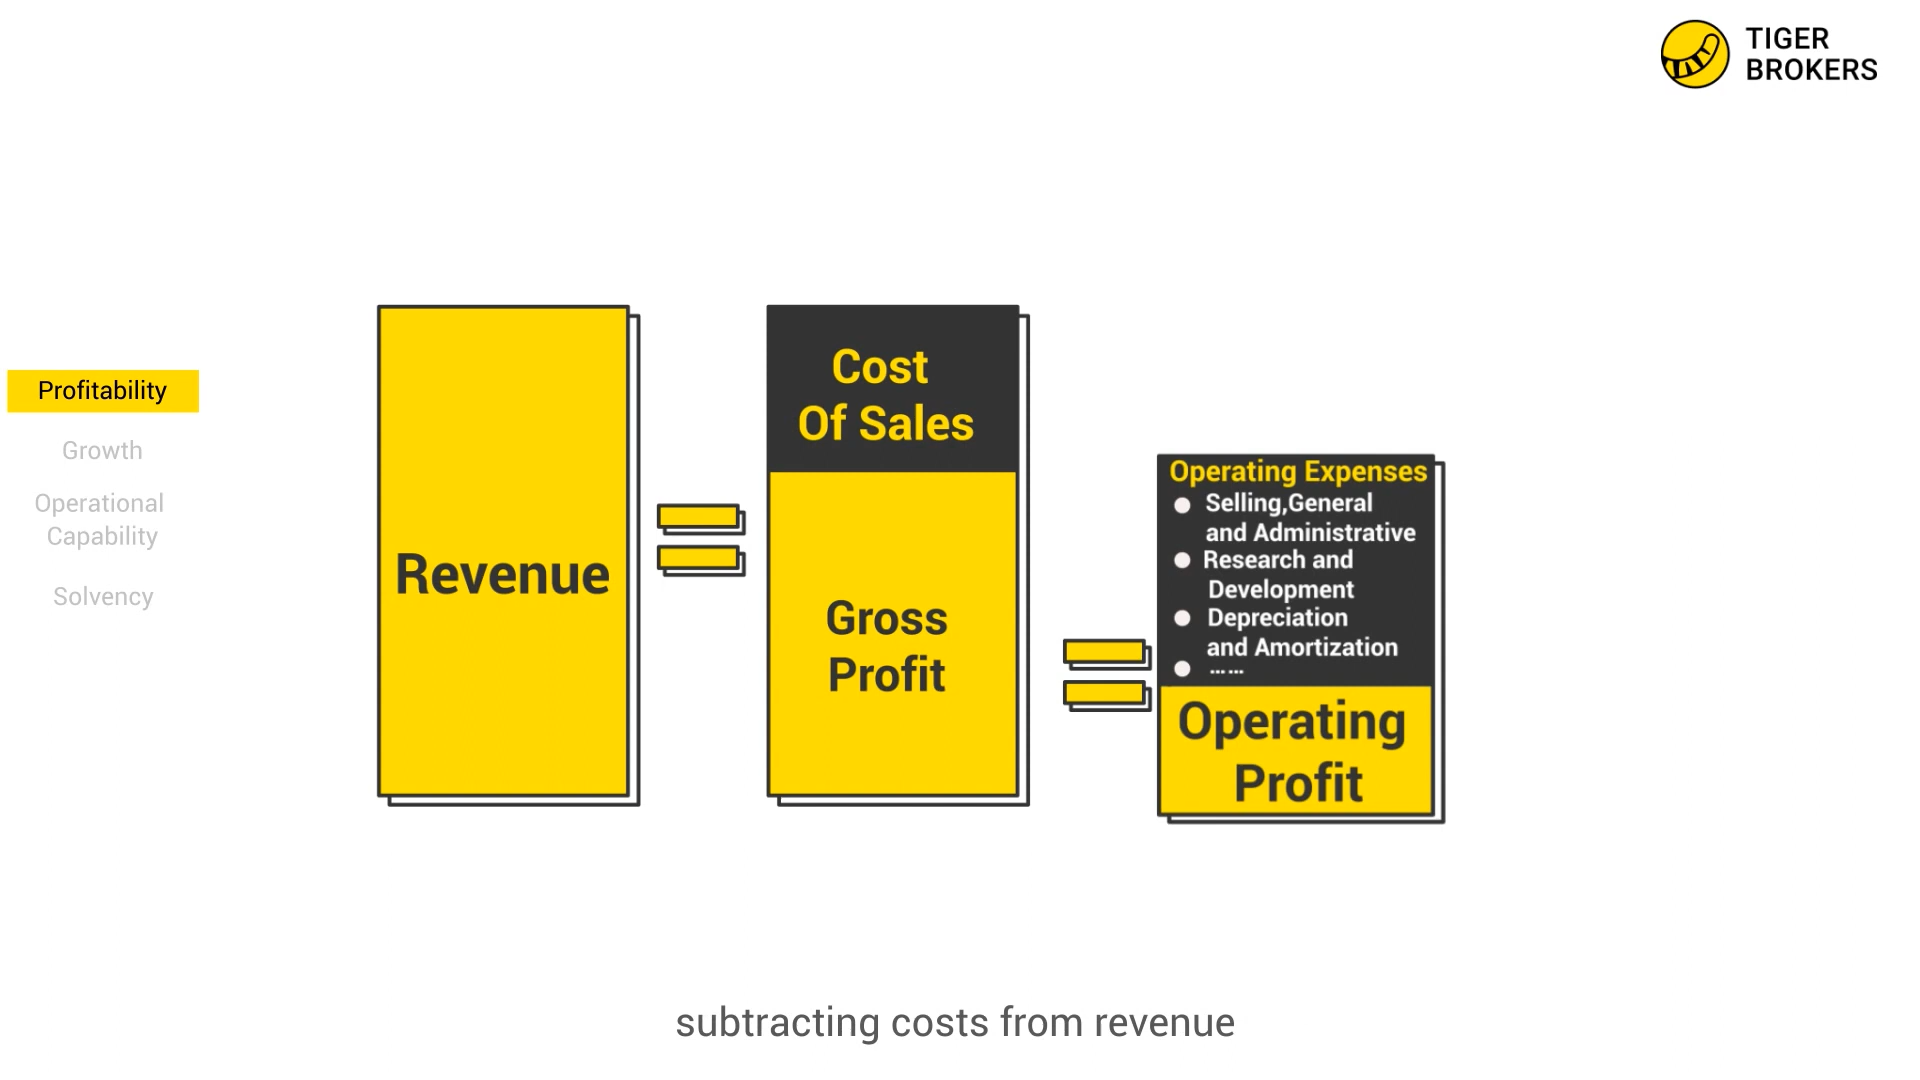 TIGER
BROKERS
Profitability
Growth
Operational
Capability
Solvency
Revenue
Cost
Of Sales
Gross
Profit
Operating Expenses
● Selling,General
and Administrative
● Research and
Development
● Depreciation
and Amortization
● ……
Operating
Profit
subtracting costs from revenue